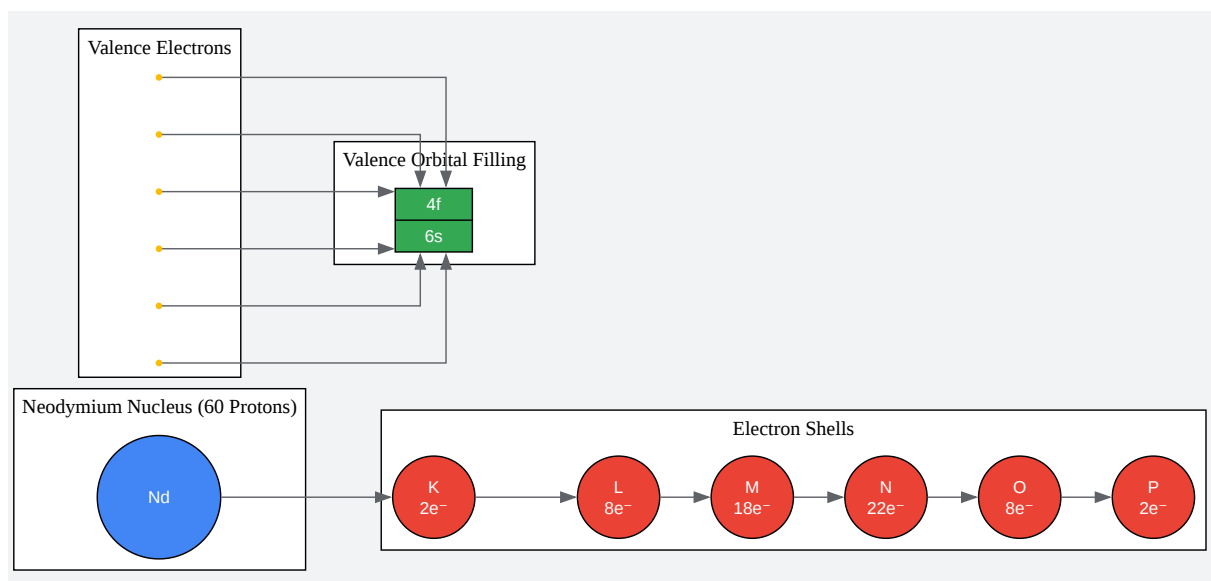 Valence Electrons
Valence Orbital Filling
4f
6s
Neodymium Nucleus (60 Protons)
Nd
Electron Shells
K
2e⁻
L
8e⁻
M
18e⁻
N
22e⁻
O
8e⁻
P
2e⁻